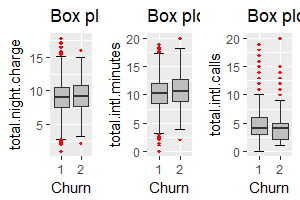 Box pl
Box plo
Box plo
total.night.charge
15
10
5
1 2
Churn
total.intl.minutes
20
15
10
5
0
1 2
Churn
total.intl.calls
20
15
10
5
0
1 2
Churn